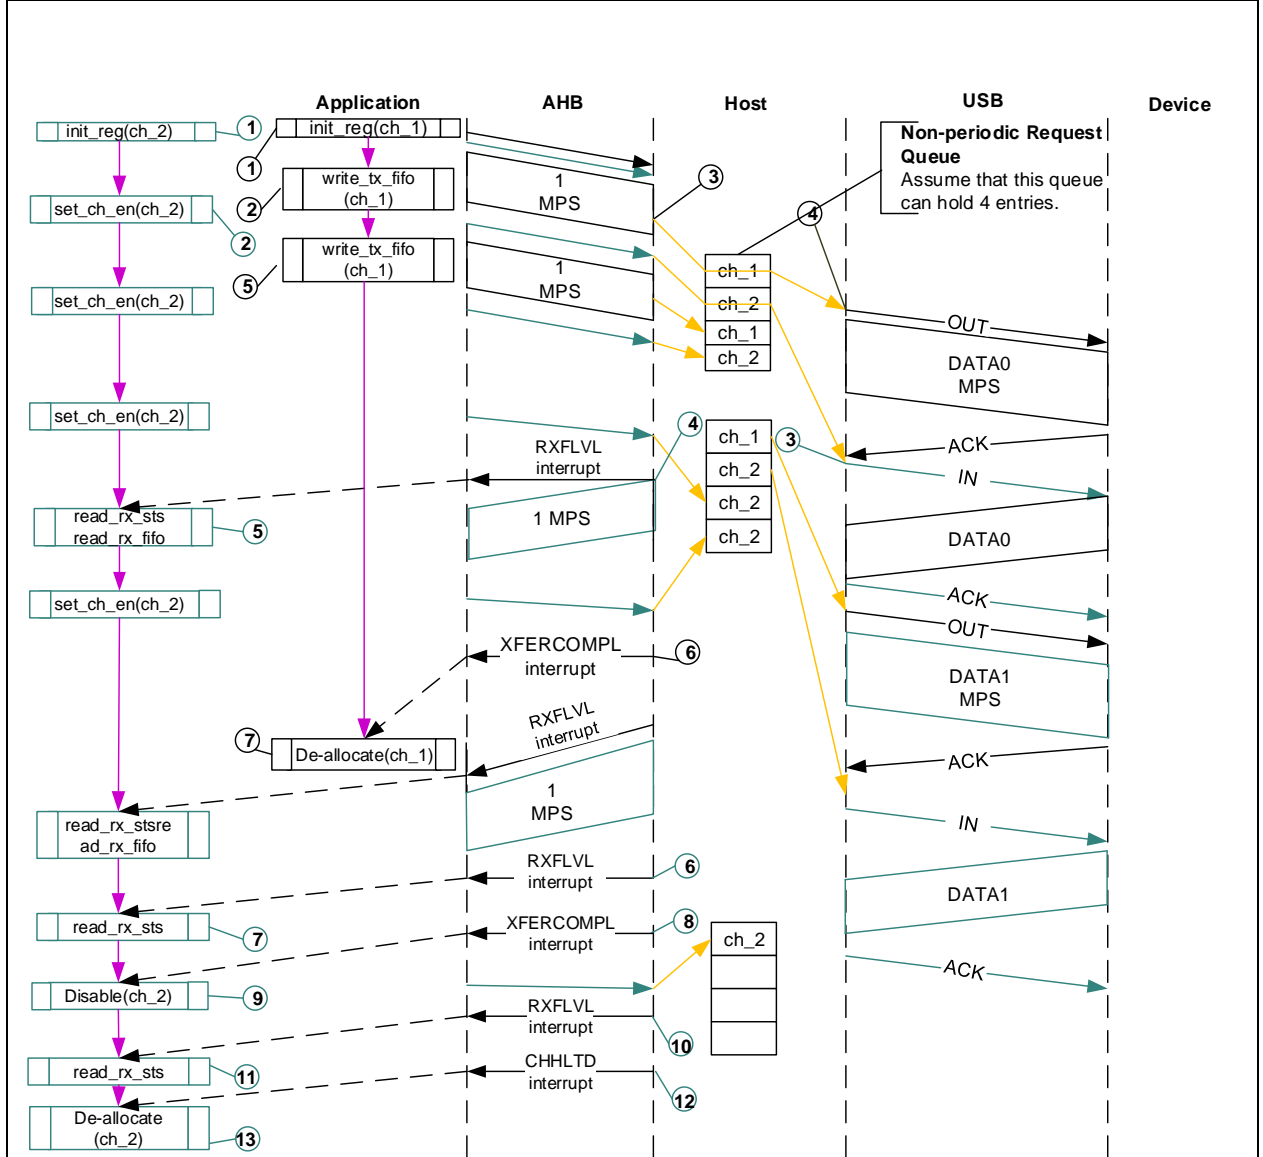 Application
AHB
Host
USB
Device
init_reg(ch_2)
1
init_reg(ch_1)
1
Non-periodic Request
Queue
Assume that this queue
can hold 4 entries.
write_tx_fifo
(ch_1)
2
1
MPS
3
4
set_ch_en(ch_2)
2
write_tx_fifo
(ch_1)
5
1
MPS
ch_1
ch_2
ch_1
ch_2
set_ch_en(ch_2)
OUT
DATA0
MPS
set_ch_en(ch_2)
RXFLVL
interrupt
4
ch_1
ch_2
ch_2
ch_2
3
ACK
IN
read_rx_sts
read_rx_fifo
5
1 MPS
DATA0
set_ch_en(ch_2)
ACK
OUT
XFERCOMPL
interrupt
6
DATA1
MPS
7
De-allocate(ch_1)
RXFLVL
interrupt
ACK
1
MPS
read_rx_stsre
ad_rx_fifo
IN
RXFLVL
interrupt
6
DATA1
read_rx_sts
7
XFERCOMPL
interrupt
8
ch_2
ACK
Disable(ch_2)
9
RXFLVL
interrupt
10
read_rx_sts
11
CHHLTD
interrupt
12
De-allocate
(ch_2)
13